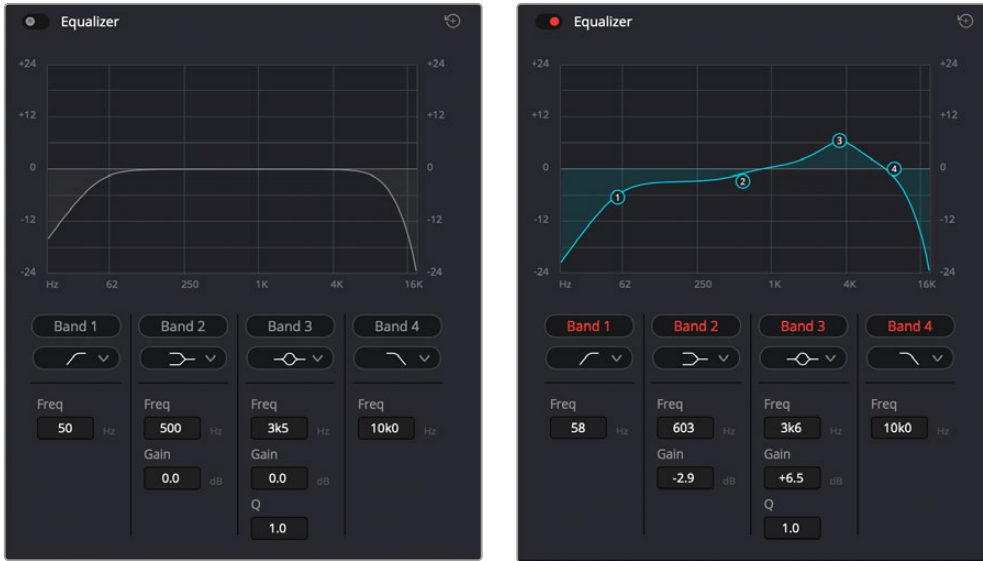 Equalizer
+24 +24
+12 +12
0 0
-12 -12
-24 -24
Hz 62 250 1K 4K 16K
Band 1 Band 2 Band 3 Band 4
Freq Freq Freq Freq
50 Hz 500 Hz 3k5 Hz 10k0 Hz
Gain Gain
0.0 dB 0.0 dB
Q
1.0
Equalizer
+24 +24
+12 +12
3
0 4 0
2
1
-12 -12
-24 -24
Hz 62 250 1K 4K 16K
Band 1 Band 2 Band 3 Band 4
Freq Freq Freq Freq
58 Hz 603 Hz 3k6 Hz 10k0 Hz
Gain Gain
-2.9 dB +6.5 dB
Q
1.0